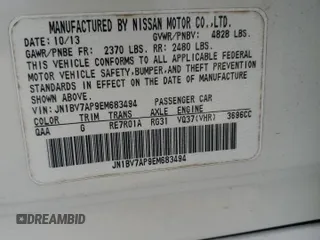 MANUFACTURED BY NISSAN MOTOR CO.,LTD.
DATE: 10/13 GVWR/PNBV: 4828 LBS.
GAWR/PNBE FR: 2370 LBS. RR: 2480 LBS.
THIS VEHICLE CONFORMS TO ALL APPLICABLE FEDERAL
MOTOR VEHICLE SAFETY,BUMPER,AND THEFT PREVENTION
STANDARDS IN EFFECT ON THE DATE OF MANUFACTURE
SHOWN ABOVE.
VIN: JN1BV7AP9EM683494 PASSENGER CAR
COLOR TRIM TRANS AXLE ENGINE
QAA G RE7R01A RG31 VQ37(VHR) 3696CC
JN1BV7AP9EM683494
DREAMBID